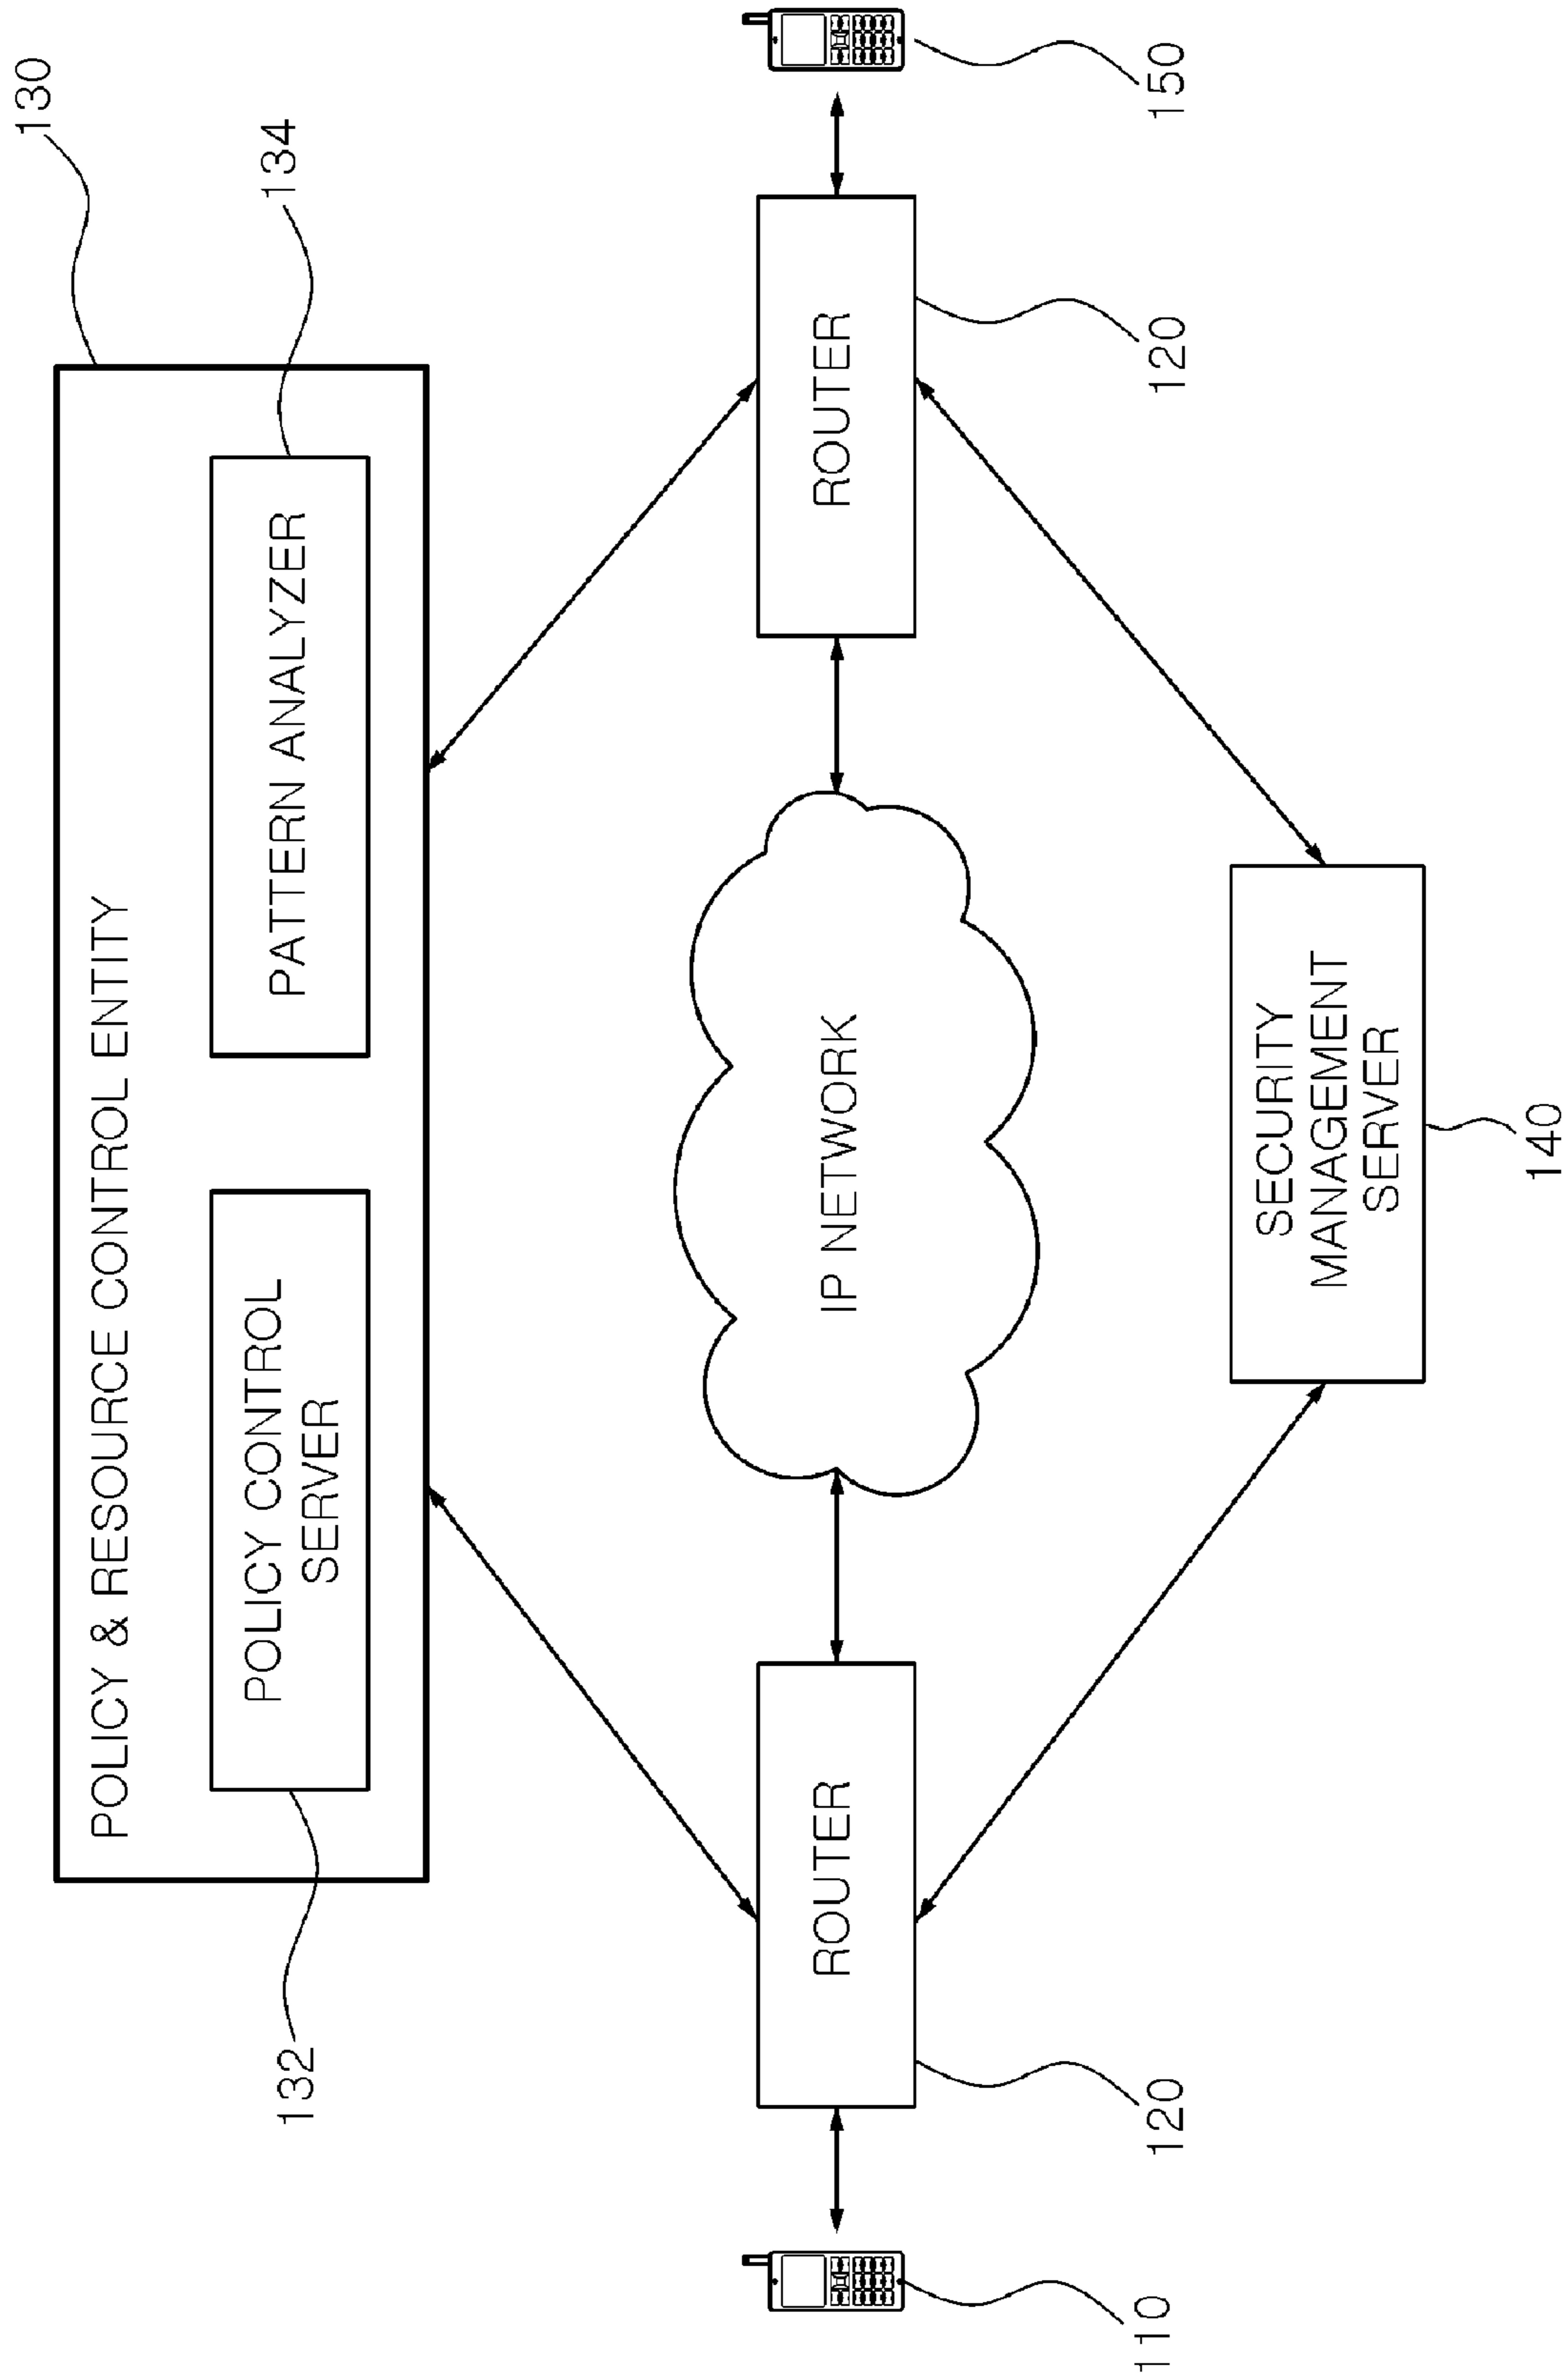 130
POLICY & RESOURCE CONTROL ENTITY
POLICY CONTROL
SERVER
PATTERN ANALYZER
132
134
ROUTER
IP NETWORK
ROUTER
110
120
120
150
SECURITY
MANAGEMENT
SERVER
140